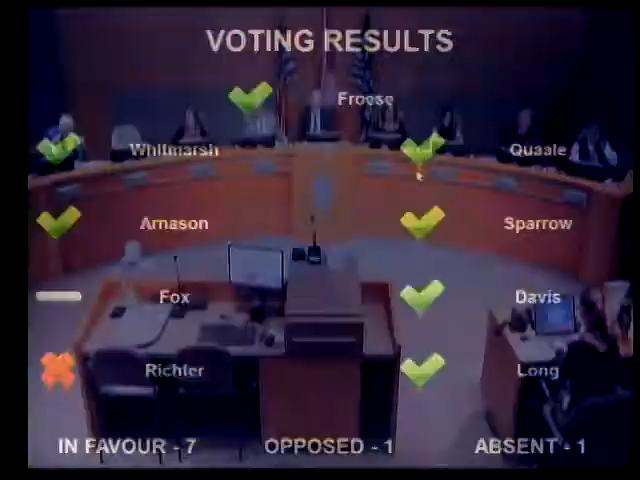 VOTING RESULTS
Froese
Whitmarsh
Quaale
Arnason
Sparrow
Fox
Davis
Richter
Long
IN FAVOUR - 7 OPPOSED - 1 ABSENT - 1